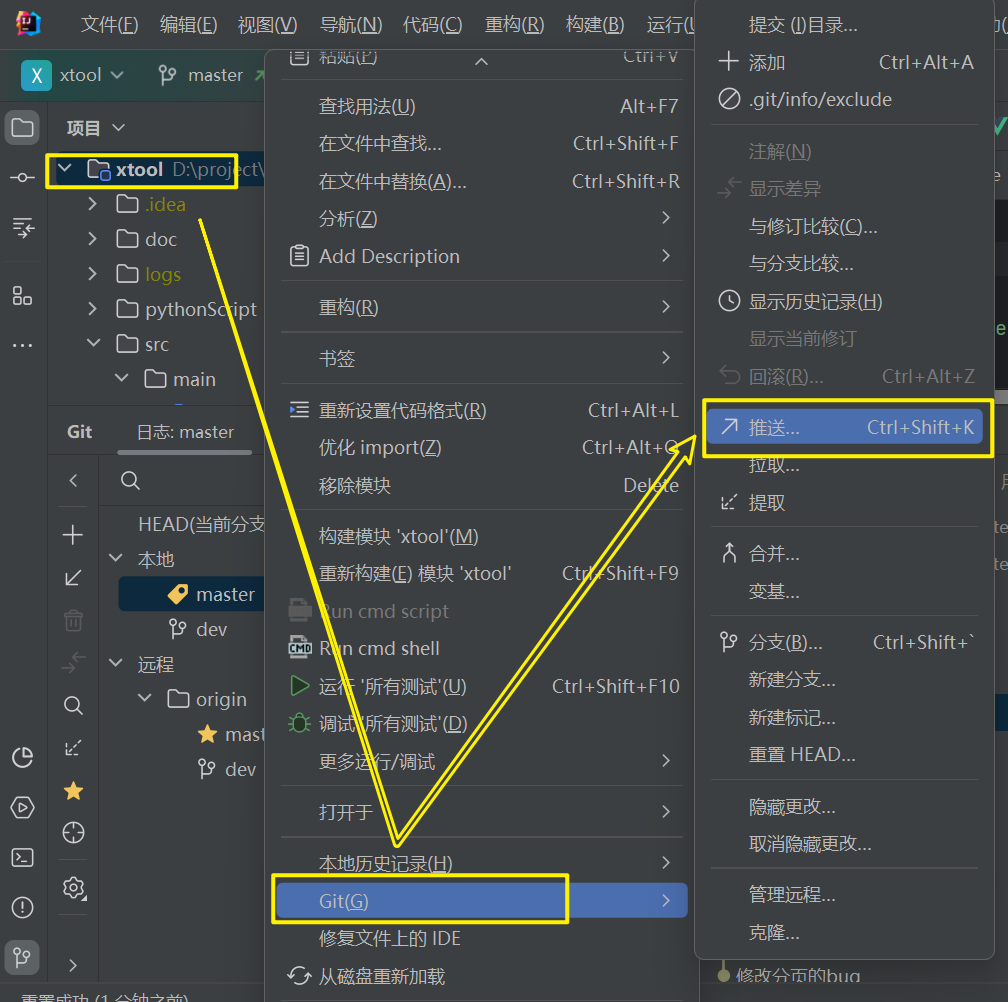 文件(F) 编辑(E) 视图(V) 导航(N) 代码(C) 重构(R) 构建(B) 运行(U
X xtool master
项目
xtool D:\project\
.idea
doc
logs
pythonScript
src
main
Git 日志: master
HEAD(当前分支
本地
master
dev
远程
origin
mast
dev
重置成功 (1 分钟之前)
粘贴(P) Ctrl+V
查找用法(U) Alt+F7
在文件中查找... Ctrl+Shift+F
在文件中替换(A)... Ctrl+Shift+R
分析(Z)
Add Description
重构(R)
书签
重新设置代码格式(R) Ctrl+Alt+L
优化 import(Z) Ctrl+Alt+O
移除模块 Delete
构建模块 'xtool'(M)
重新构建(E) 模块 'xtool' Ctrl+Shift+F9
Run cmd script
CMD Run cmd shell
运行 '所有测试'(U) Ctrl+Shift+F10
调试 '所有测试'(D)
更多运行/调试
打开于
本地历史记录(H)
Git(G)
修复文件上的 IDE
从磁盘重新加载
提交 (I)目录...
添加 Ctrl+Alt+A
.git/info/exclude
注解(N)
显示差异
与修订比较(C)...
与分支比较...
显示历史记录(H)
显示当前修订
回滚(R)... Ctrl+Alt+Z
推送... Ctrl+Shift+K
拉取...
提取
合并...
变基...
分支(B)... Ctrl+Shift+`
新建分支...
新建标记...
重置 HEAD...
隐藏更改...
取消隐藏更改...
管理远程...
克隆...
修改分页的bug